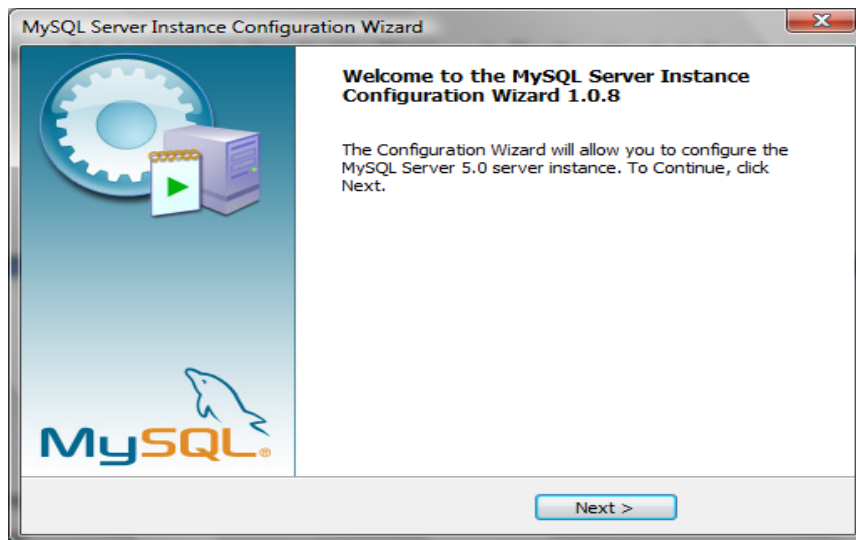 MySQL Server Instance Configuration Wizard
Welcome to the MySQL Server Instance
Configuration Wizard 1.0.8
The Configuration Wizard will allow you to configure the
MySQL Server 5.0 server instance. To Continue, click
Next.
MySQL®
Next >